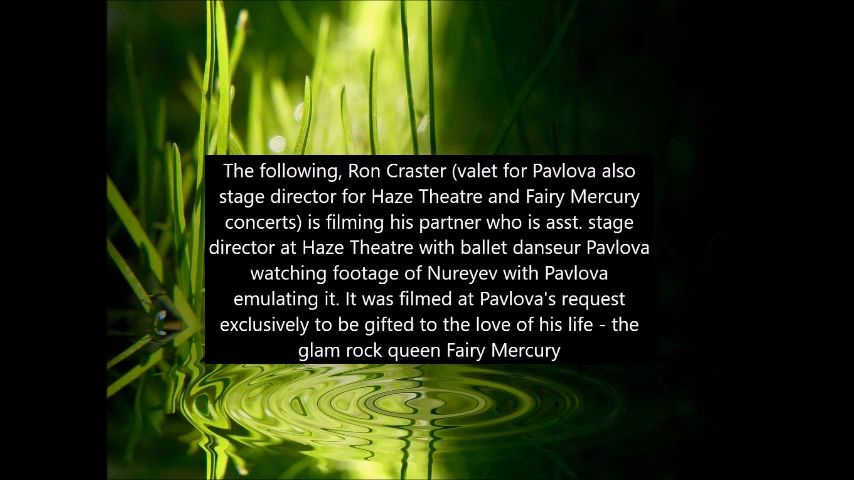 The following, Ron Craster (valet for Pavlova also
stage director for Haze Theatre and Fairy Mercury
concerts) is filming his partner who is asst. stage
director at Haze Theatre with ballet danseur Pavlova
watching footage of Nureyev with Pavlova
emulating it. It was filmed at Pavlova's request
exclusively to be gifted to the love of his life - the
glam rock queen Fairy Mercury